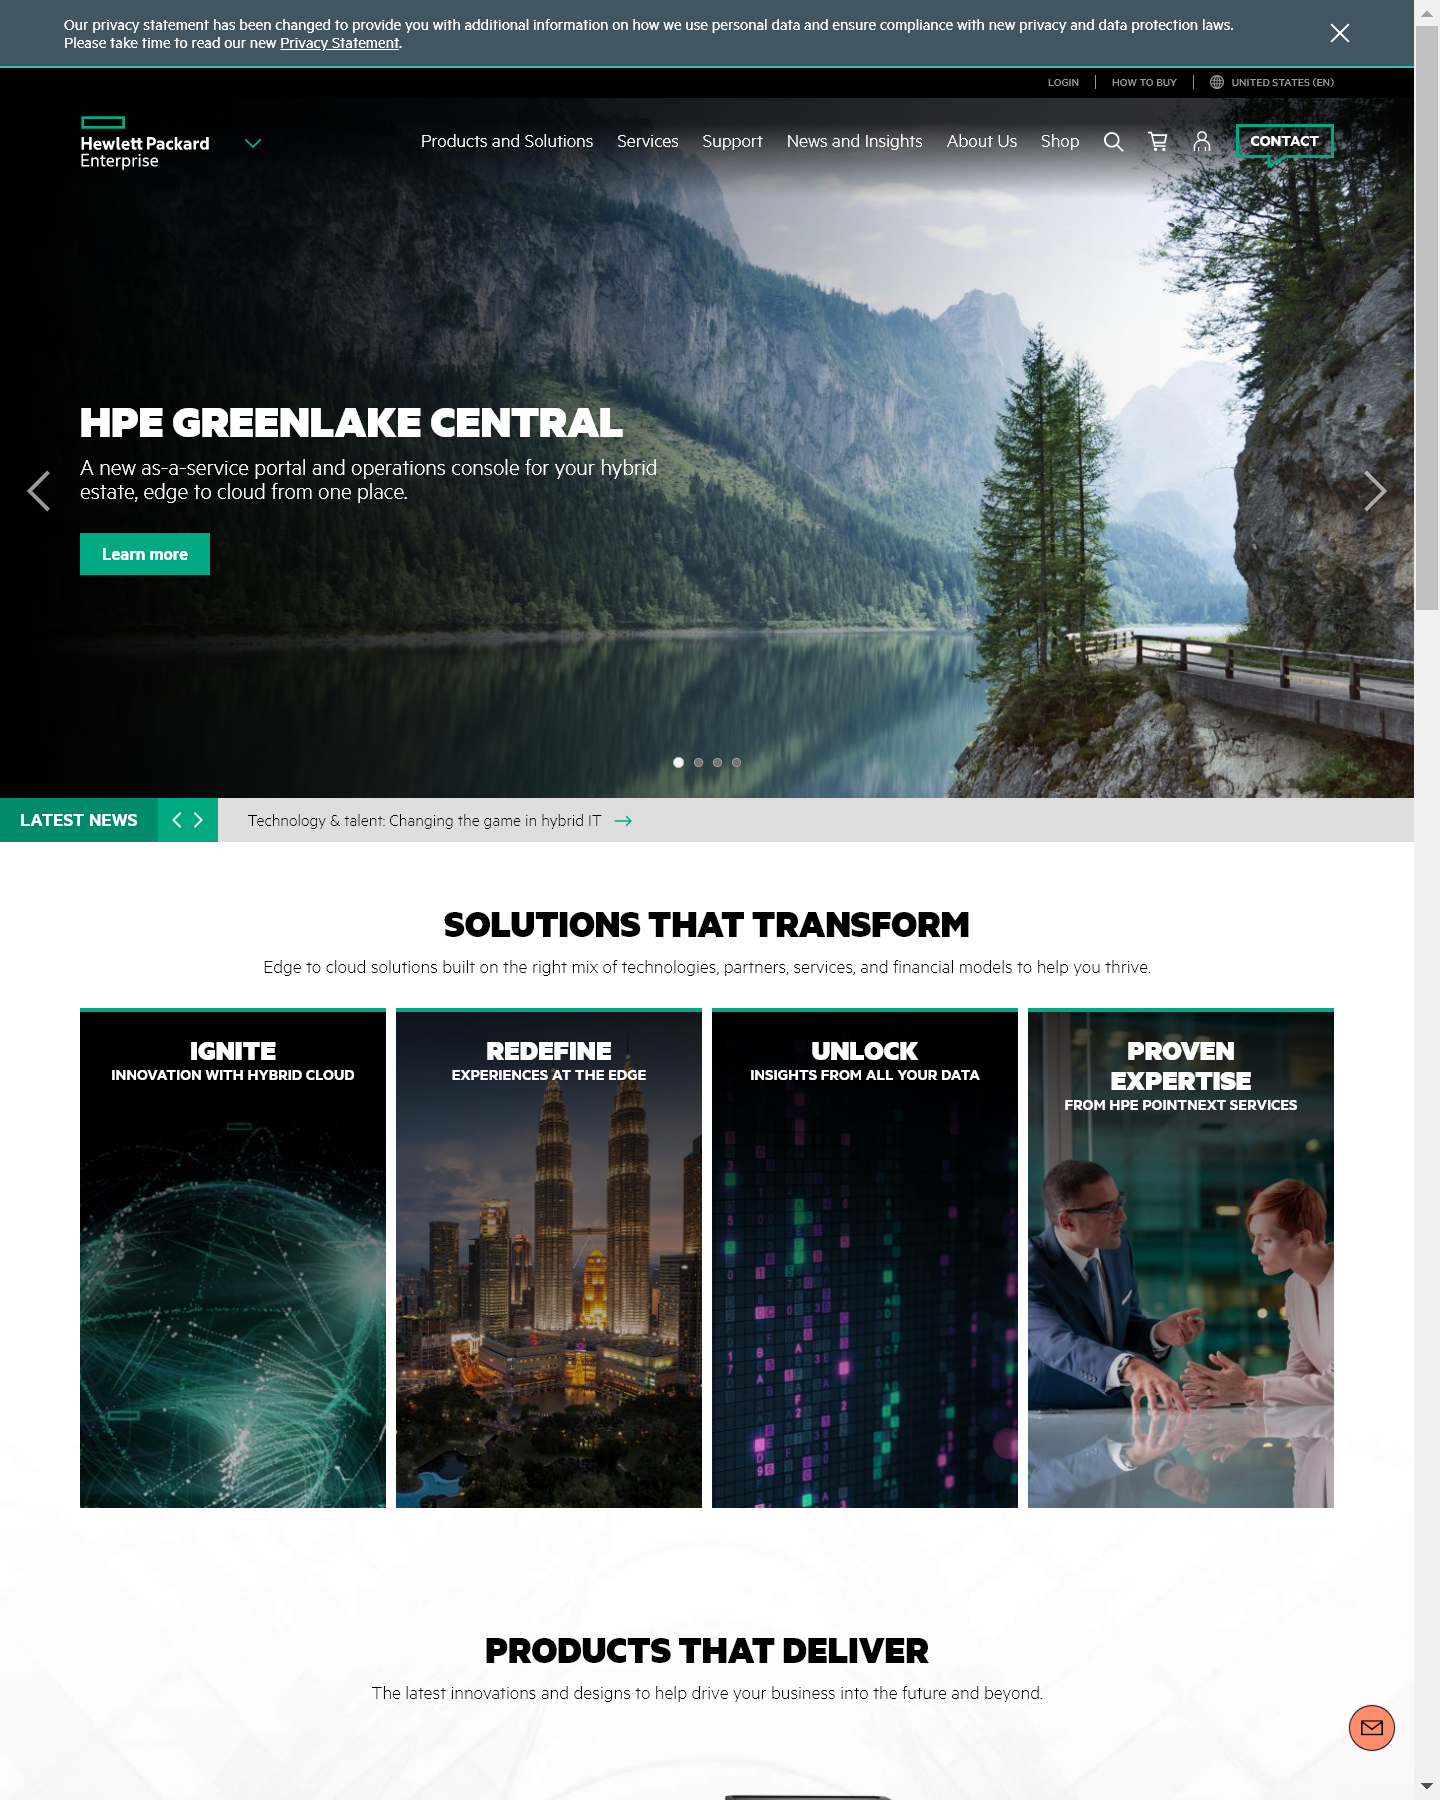 Our privacy statement has been changed to provide you with additional information on how we use personal data and ensure compliance with new privacy and data protection laws.
Please take time to read our new Privacy Statement.
LOGIN
HOW TO BUY
UNITED STATES (EN)
Hewlett Packard
Enterprise
Products and Solutions
Services
Support
News and Insights
About Us
Shop
CONTACT
HPE GREENLAKE CENTRAL
A new as-a-service portal and operations console for your hybrid
estate, edge to cloud from one place.
Learn more
LATEST NEWS
Technology & talent: Changing the game in hybrid IT
SOLUTIONS THAT TRANSFORM
Edge to cloud solutions built on the right mix of technologies, partners, services, and financial models to help you thrive.
IGNITE
INNOVATION WITH HYBRID CLOUD
REDEFINE
EXPERIENCES AT THE EDGE
UNLOCK
INSIGHTS FROM ALL YOUR DATA
PROVEN
EXPERTISE
FROM HPE POINTNEXT SERVICES
PRODUCTS THAT DELIVER
The latest innovations and designs to help drive your business into the future and beyond.